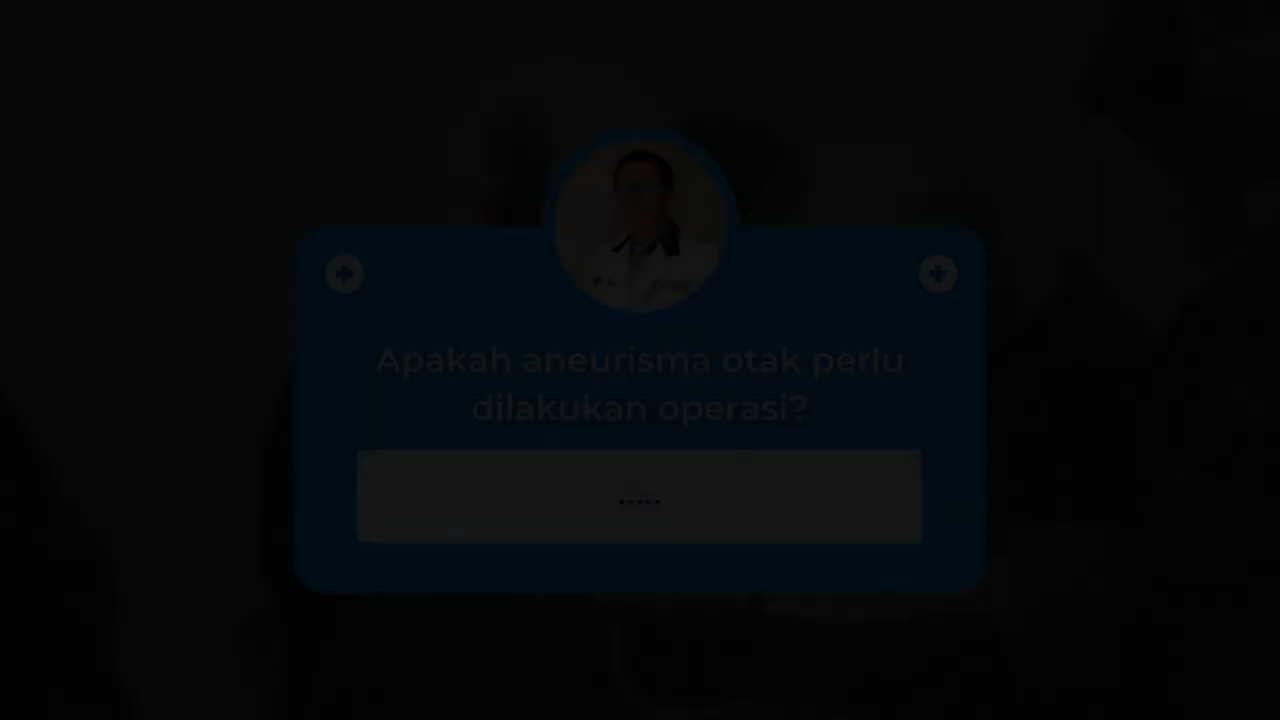 Apakah aneurisma otak perlu
dilakukan operasi?
.....